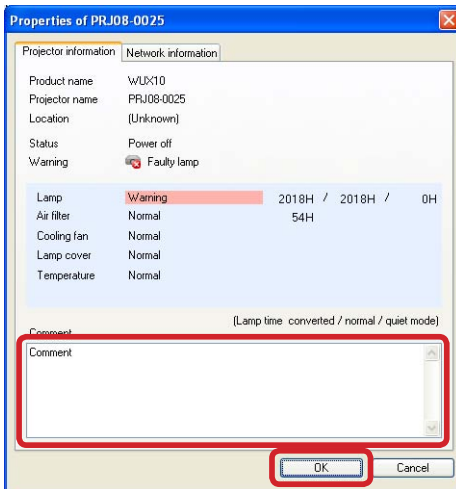 Properties of PRJ08-0025
Projector information Network information
Product name WUX10
Projector name PRJ08-0025
Location (Unknown)
Status Power off
Warning Faulty lamp
Lamp Warning 2018H / 2018H / 0H
Air filter Normal 54H
Cooling fan Normal
Lamp cover Normal
Temperature Normal
(Lamp time converted / normal / quiet mode)
Comment
Comment
OK Cancel